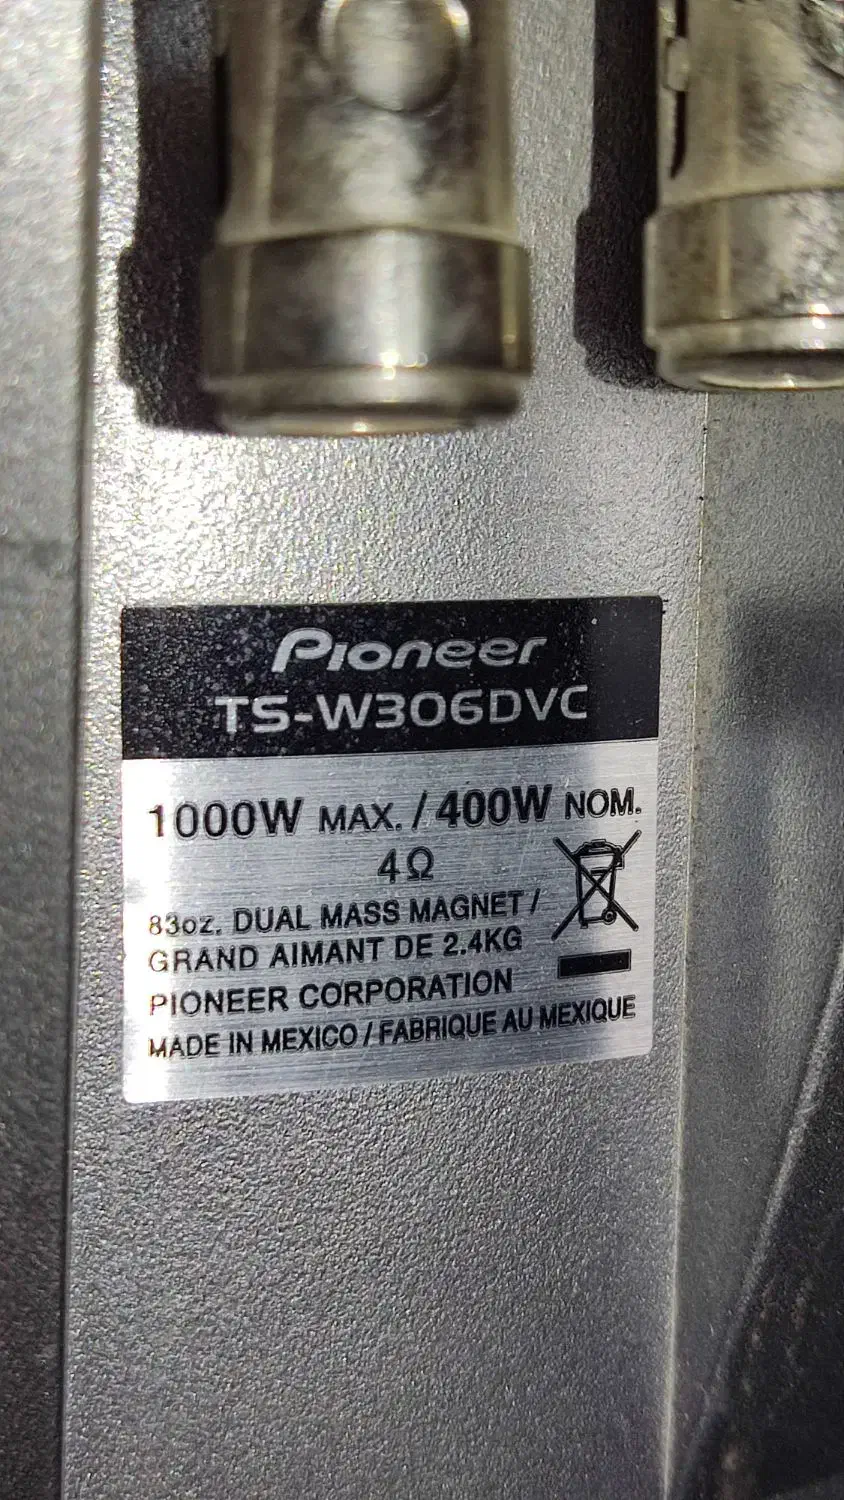 Pioneer
TS-W306DVC
1000W MAX. / 400W NOM.
4Ω
83oz. DUAL MASS MAGNET /
GRAND AIMANT DE 2.4KG
PIONEER CORPORATION
MADE IN MEXICO / FABRIQUE AU MEXIQUE